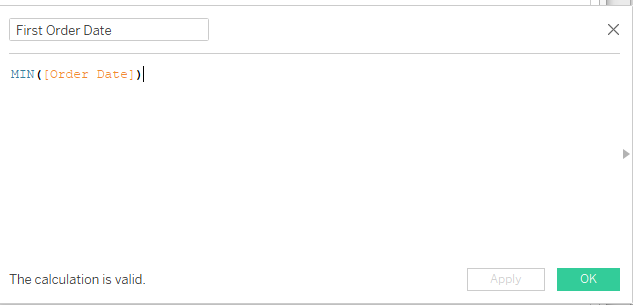 First Order Date
MIN([Order Date])
The calculation is valid.
Apply
OK